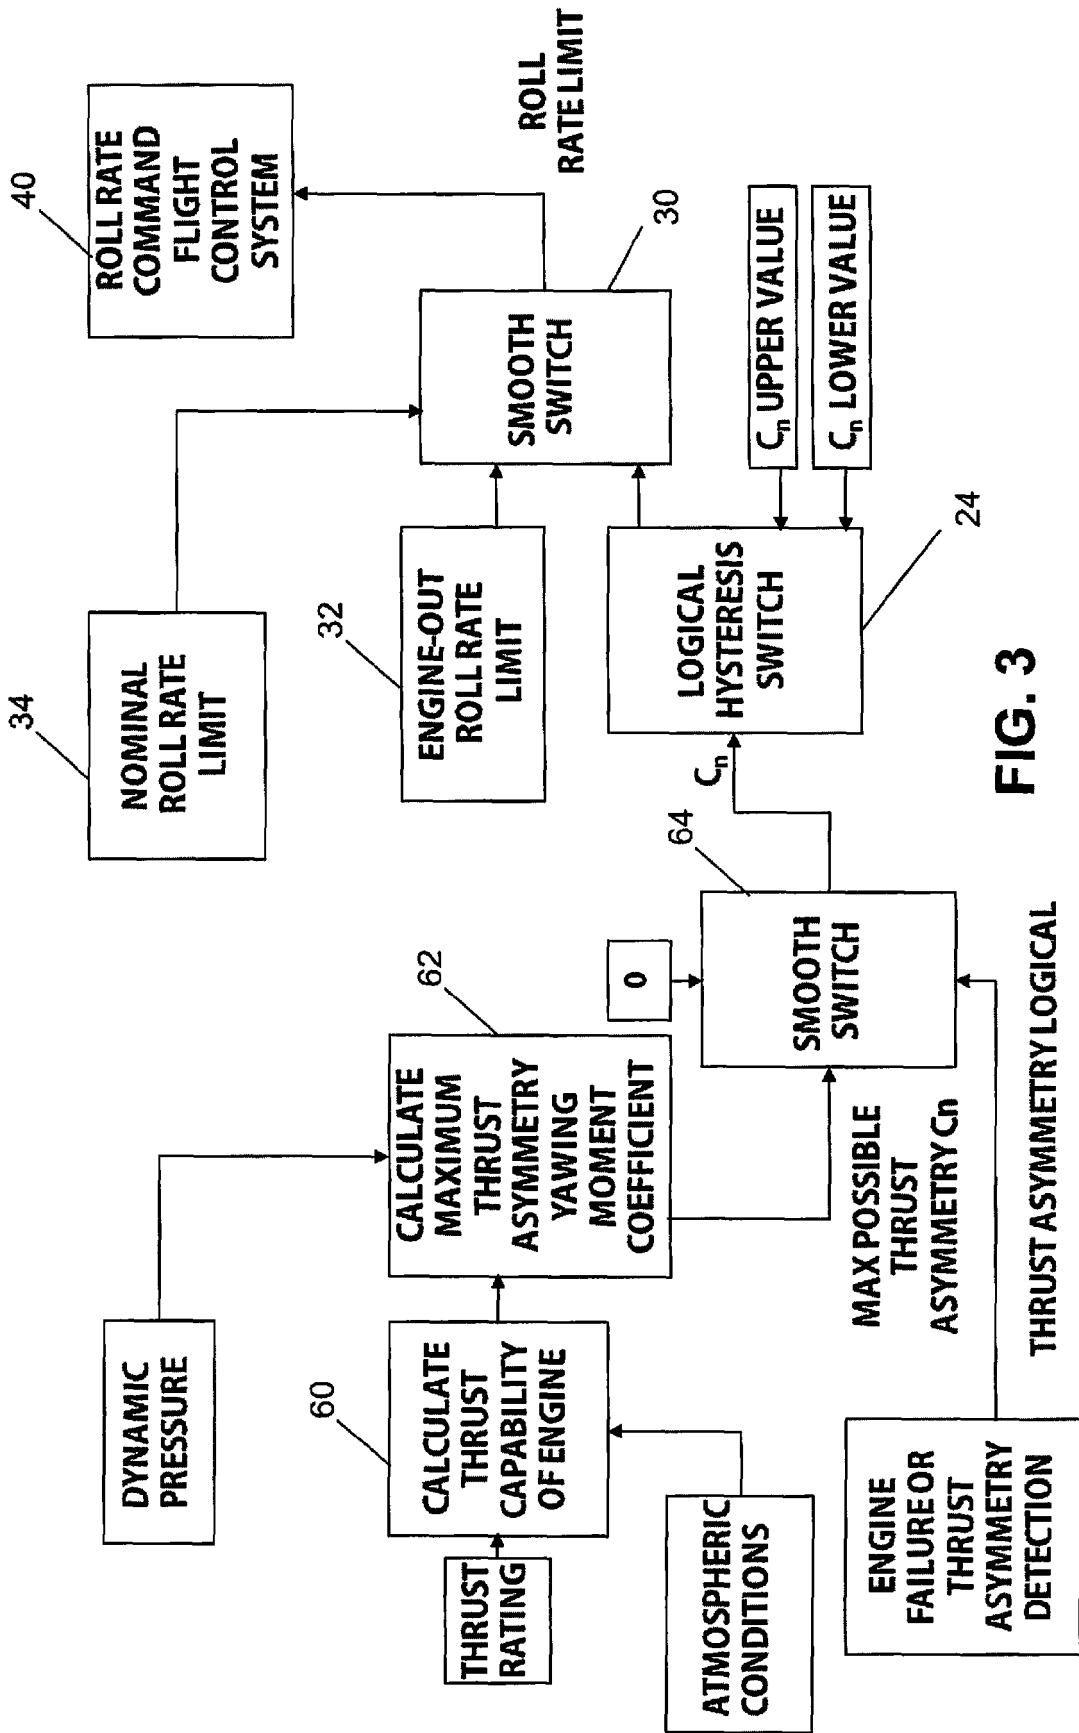 40
ROLL RATE
COMMAND
FLIGHT
CONTROL
SYSTEM
ROLL
RATE LIMIT
34
NOMINAL
ROLL RATE
LIMIT
30
SMOOTH
SWITCH
32
ENGINE-OUT
ROLL RATE
LIMIT
Cn UPPER VALUE
Cn LOWER VALUE
LOGICAL
HYSTERESIS
SWITCH
24
Cn
DYNAMIC
PRESSURE
62
CALCULATE
MAXIMUM
THRUST
ASYMMETRY
YAWING
MOMENT
COEFFICIENT
0
64
SMOOTH
SWITCH
60
CALCULATE
THRUST
CAPABILITY
OF ENGINE
THRUST
RATING
ATMOSPHERIC
CONDITIONS
MAX POSSIBLE
THRUST
ASYMMETRY Cn
ENGINE
FAILURE OR
THRUST
ASYMMETRY
DETECTION
THRUST ASYMMETRY LOGICAL
FIG. 3